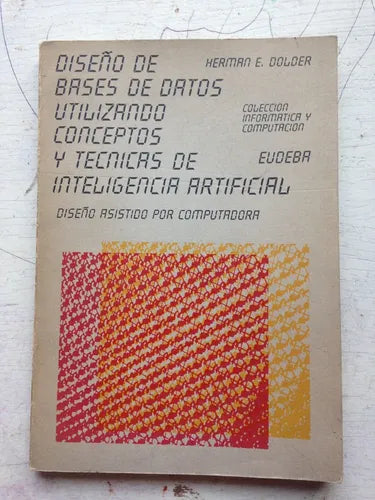 DISEÑO DE
BASES DE DATOS
UTILIZANDO
CONCEPTOS
Y TECNICAS DE
INTELIGENCIA ARTIFICIAL
DISEÑO ASISTIDO POR COMPUTADORA
HERMAN E. DOLDER
COLECCION
INFORMATICA Y
COMPUTACION
EUDEBA